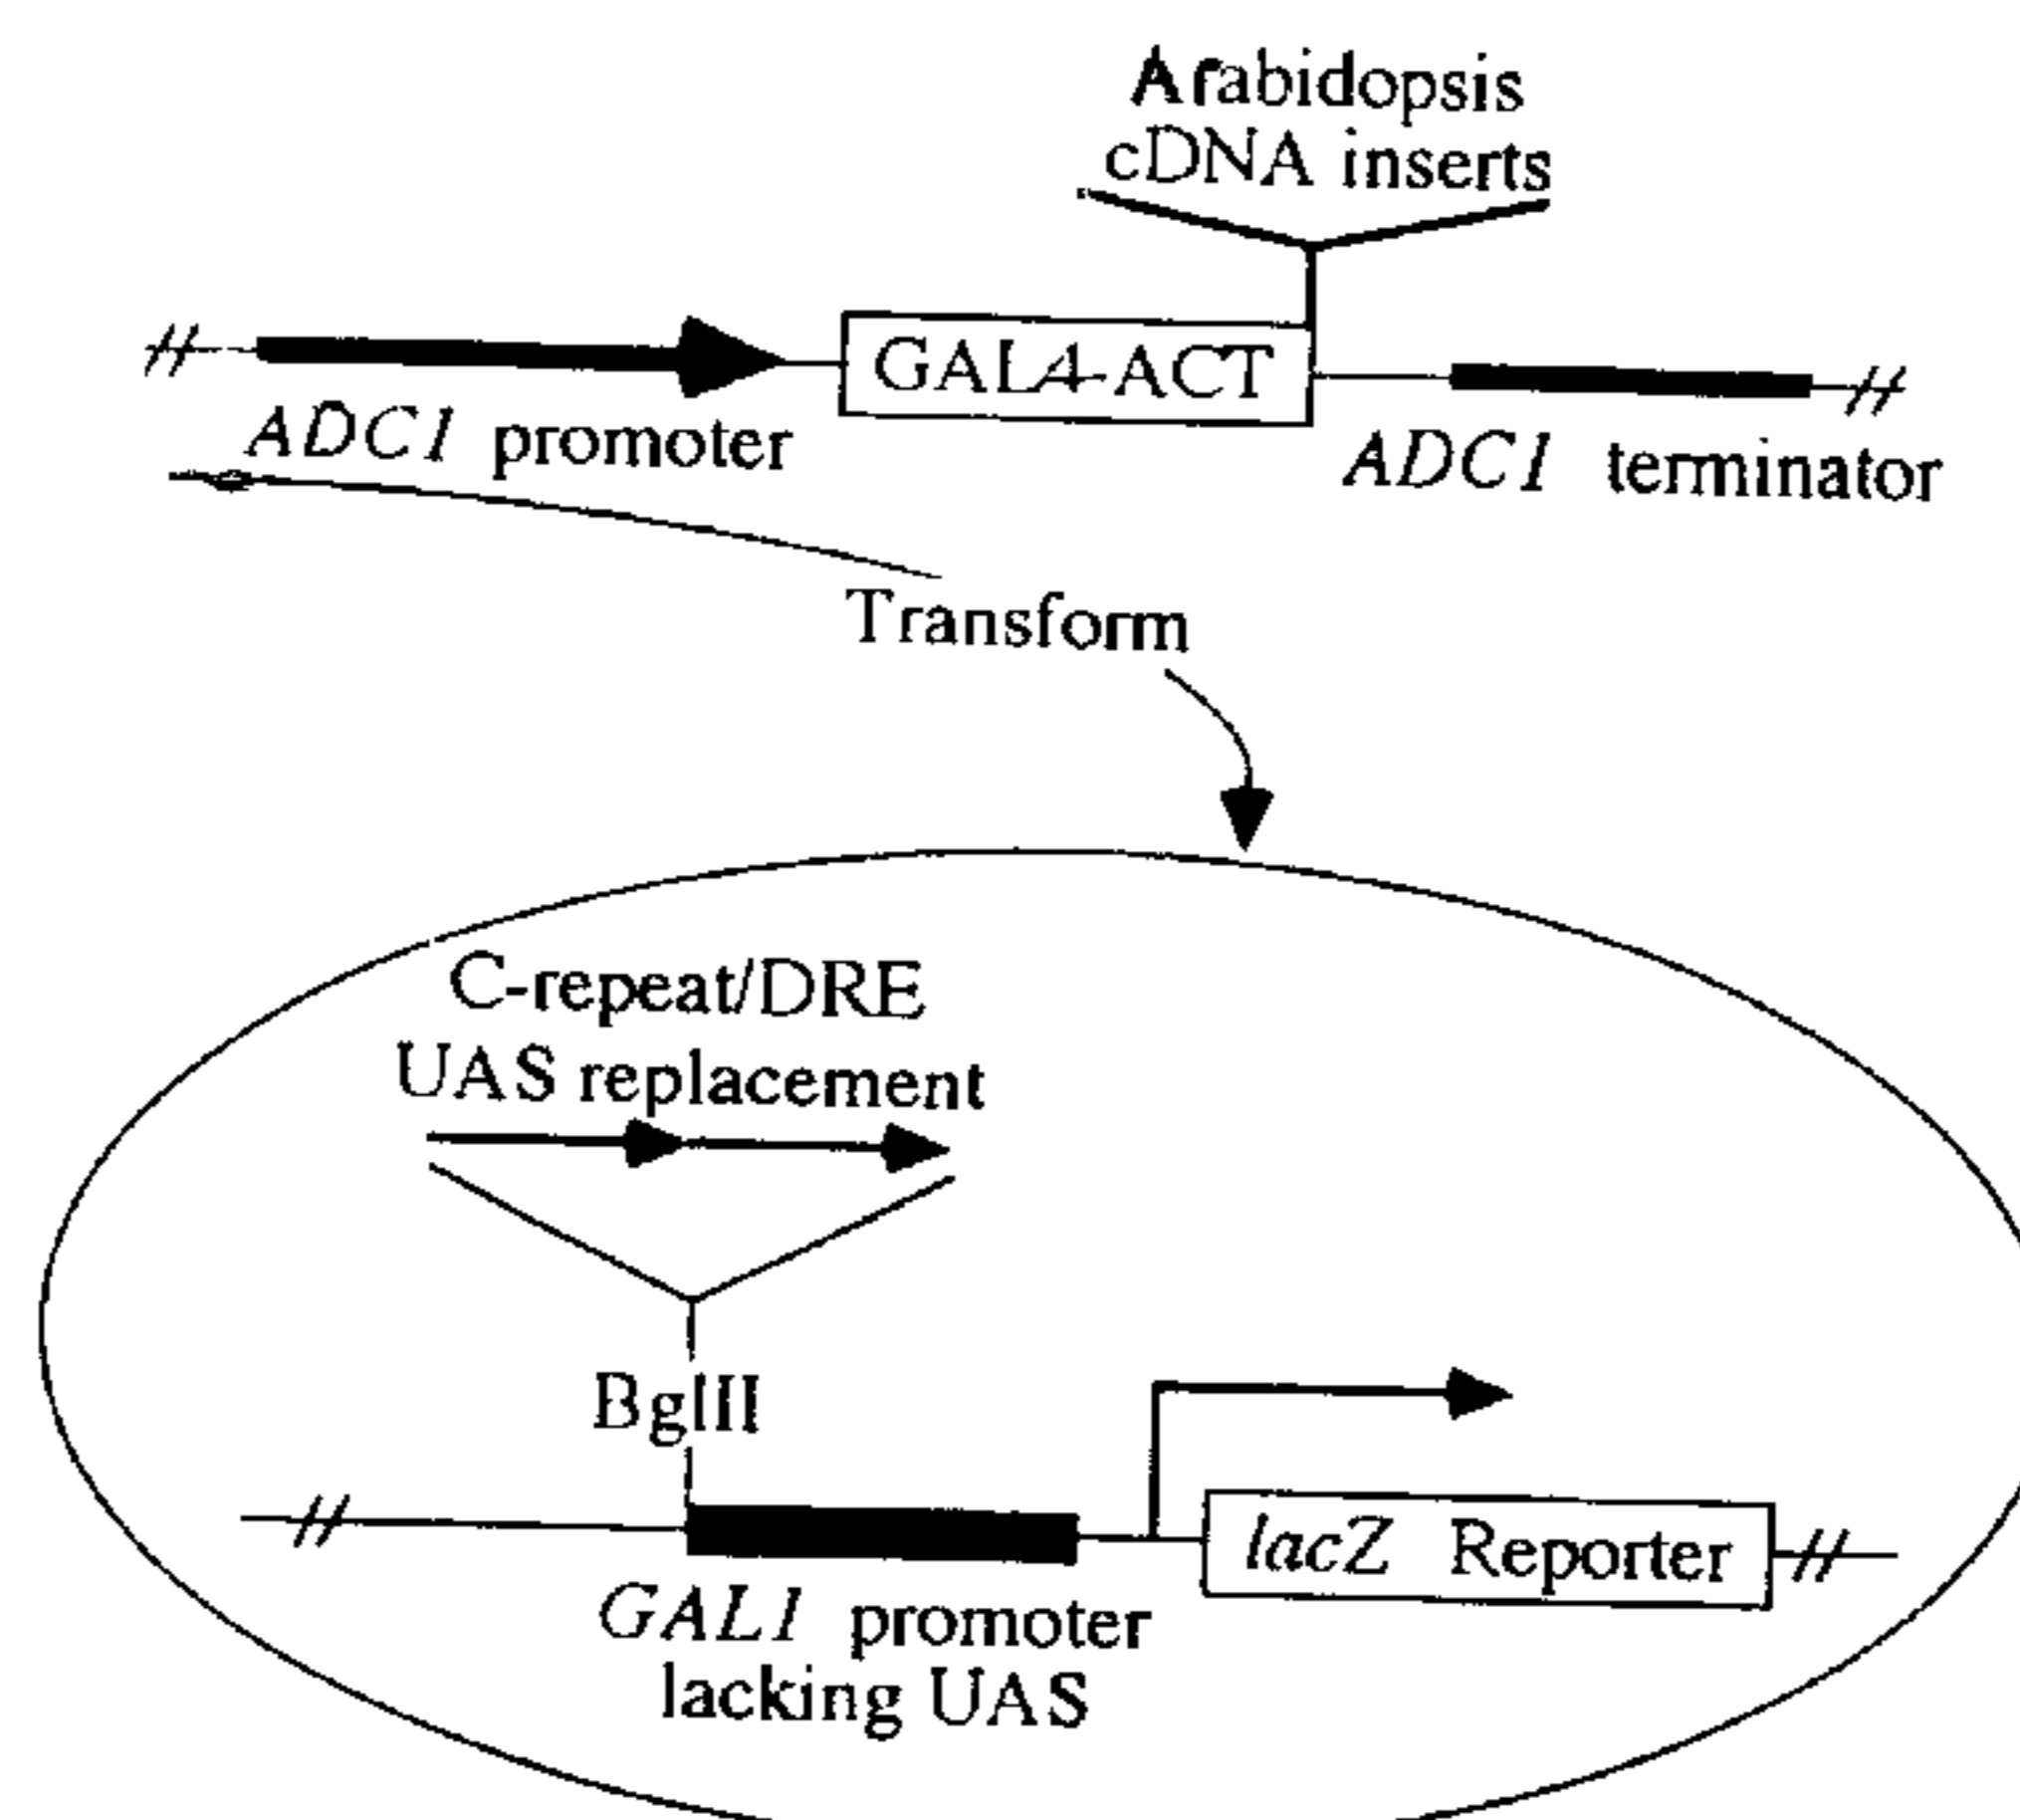 Arabidopsis
cDNA inserts
GAL4-ACT
ADC1 promoter
ADC1 terminator
Transform
C-repeat/DRE
UAS replacement
BglII
lacZ Reporter
GAL1 promoter
lacking UAS